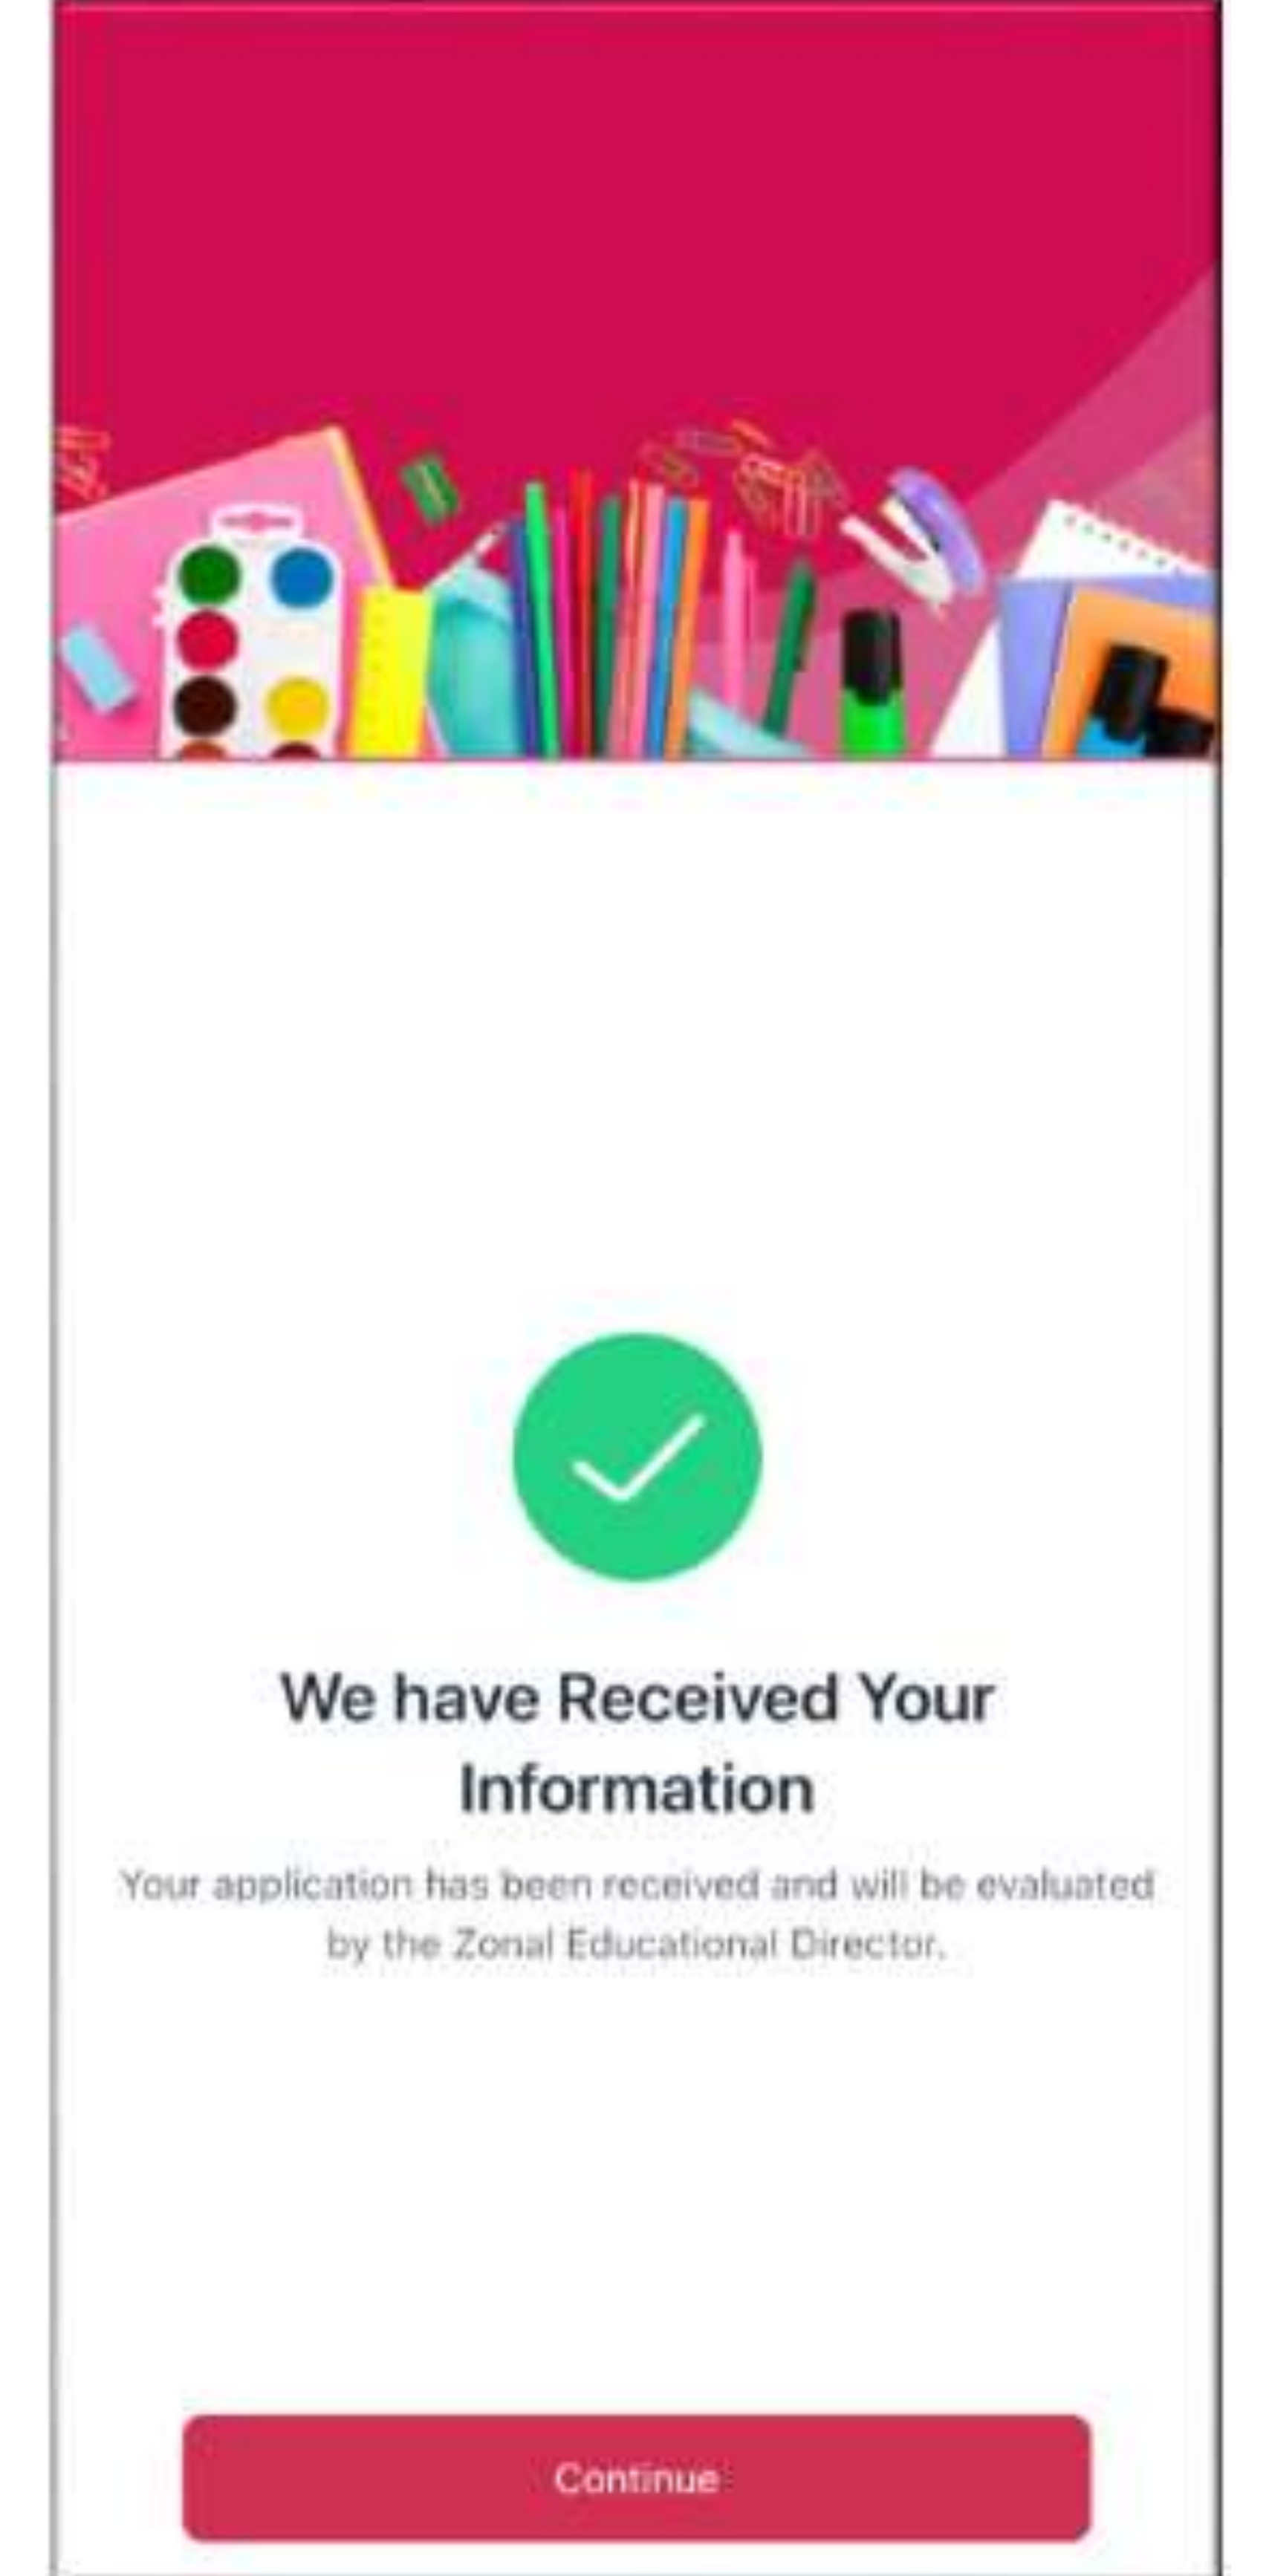 We have Received Your
Information
Your application has been received and will be evaluated
by the Zonal Educational Director.
Continue